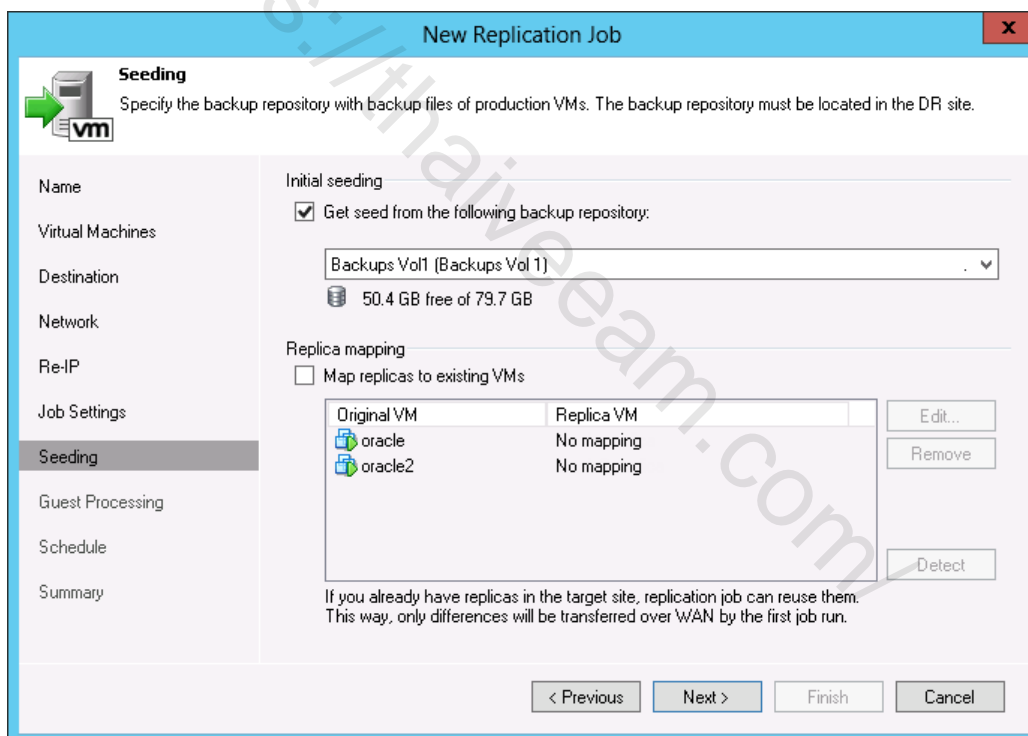 New Replication Job
x
Seeding
Specify the backup repository with backup files of production VMs. The backup repository must be located in the DR site.
vm
Name
Virtual Machines
Destination
Network
Re-IP
Job Settings
Seeding
Guest Processing
Schedule
Summary
Initial seeding
Get seed from the following backup repository:
Backups Vol1 (Backups Vol 1)
50.4 GB free of 79.7 GB
Replica mapping
Map replicas to existing VMs
Original VM Replica VM
oracle No mapping
oracle2 No mapping
Edit...
Remove
Detect
If you already have replicas in the target site, replication job can reuse them.
This way, only differences will be transferred over WAN by the first job run.
< Previous Next > Finish Cancel
s://thaiveeam.com/